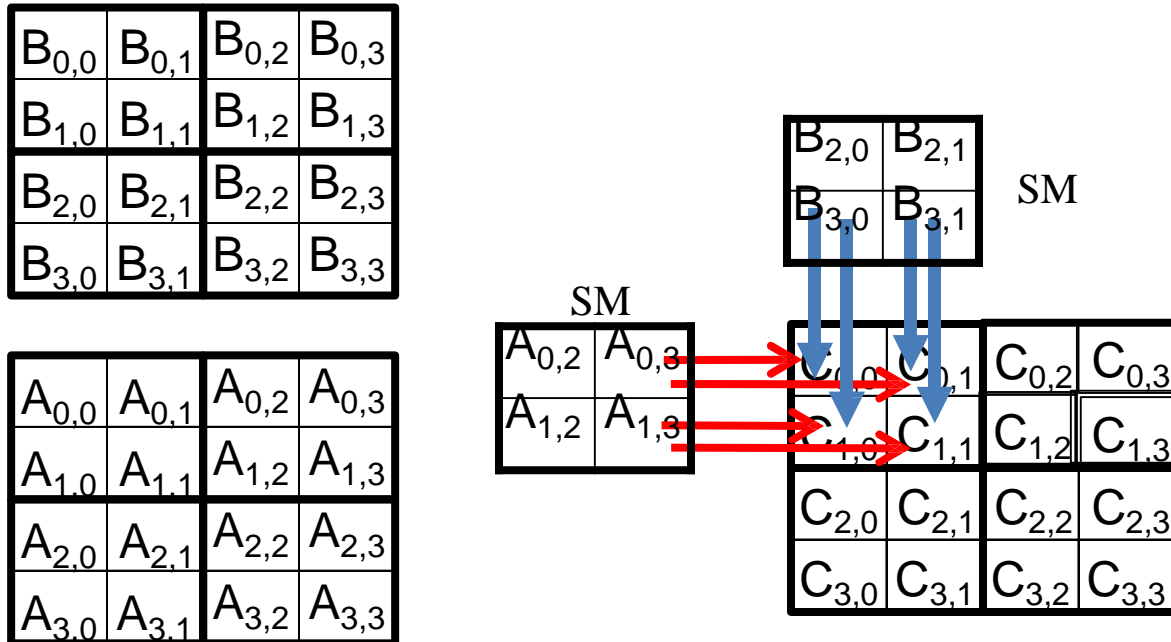 B0,0 B0,1 B0,2 B0,3
B1,0 B1,1 B1,2 B1,3
B2,0 B2,1 B2,2 B2,3
B3,0 B3,1 B3,2 B3,3
A0,0 A0,1 A0,2 A0,3
A1,0 A1,1 A1,2 A1,3
A2,0 A2,1 A2,2 A2,3
A3,0 A3,1 A3,2 A3,3
B2,0 B2,1
B3,0 B3,1
SM
SM
A0,2 A0,3
A1,2 A1,3
C0,0 C0,1 C0,2 C0,3
C1,0 C1,1 C1,2 C1,3
C2,0 C2,1 C2,2 C2,3
C3,0 C3,1 C3,2 C3,3